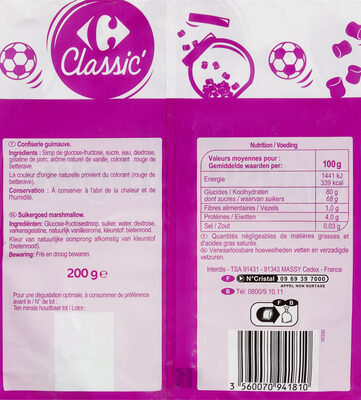 Classic'
F Confiserie guimauve.
Ingrédients : Sirop de glucose-fructose, sucre, eau, dextrose,
gélatine de porc, arôme naturel de vanille, colorant : rouge de
betterave.
La couleur d'origine naturelle provient du colorant (rouge de
betterave).
Conservation : À conserver à l'abri de la chaleur et de
l'humidité.
B Suikergoed marshmallow.
Ingrediënten: Glucose-fructosestroop, suiker, water, dextrose,
varkensgelatine, natuurlijk vanillearoma, kleurstof: bietenrood.
Kleur van natuurlijke oorsprong afkomstig van kleurstof
(bietenrood).
Bewaring: Fris en droog bewaren.
200 g e
Pour une dégustation optimale, à consommer de préférence
avant le / N° de lot :
Ten minste houdbaar tot / Lotnr.:
Nutrition / Voeding
Valeurs moyennes pour :
Gemiddelde waarden per:
100 g
Energie
1441 kJ
339 kcal
Glucides / Koolhydraten 80 g
dont sucres / waarvan suikers 68 g
Fibres alimentaires / Vezels 1,0 g
Protéines / Eiwitten 4,0 g
Sel / Zout 0,03 g
F Quantités négligeables de matières grasses et
d'acides gras saturés.
B Verwaarloosbare hoeveelheden vetten en verzadigde
vetzuren.
Interdis - TSA 91431 - 91343 MASSY Cedex - France
F N°Cristal 09 69 39 7000
APPEL NON SURTAXÉ
B Tél. 0800/9.10.11
F B
3 560070 941810